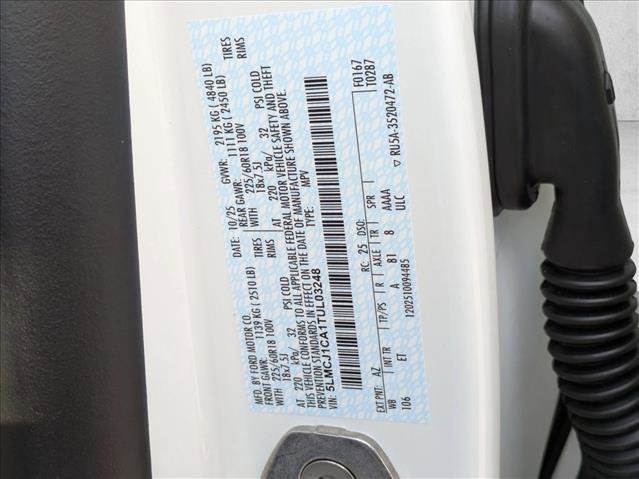 MFD. BY FORD MOTOR CO.
DATE: 10/25 GVWR: 2195 KG ( 4840 LB)
FRONT GAWR: 1139 KG ( 2510 LB) REAR GAWR: 1111 KG ( 2450 LB)
WITH 225/60R18 100V TIRES WITH 225/60R18 100V TIRES
18x7.5J RIMS 18x7.5J RIMS
AT 220 kPa/ 32 PSI COLD AT 220 kPa/ 32 PSI COLD
THIS VEHICLE CONFORMS TO ALL APPLICABLE FEDERAL MOTOR VEHICLE SAFETY AND THEFT
PREVENTION STANDARDS IN EFFECT ON THE DATE OF MANUFACTURE SHOWN ABOVE.
VIN: 5LMCJ1CA1TUL03248 TYPE: MPV
F0167
T0287
EXT PNT: AZ RC: 25 DSO:
WB INT TR TP/PS R AXLE TR SPR
106 ET A B1 8 AAAA
ULC
120251009448S
RU5A-3520472-AB